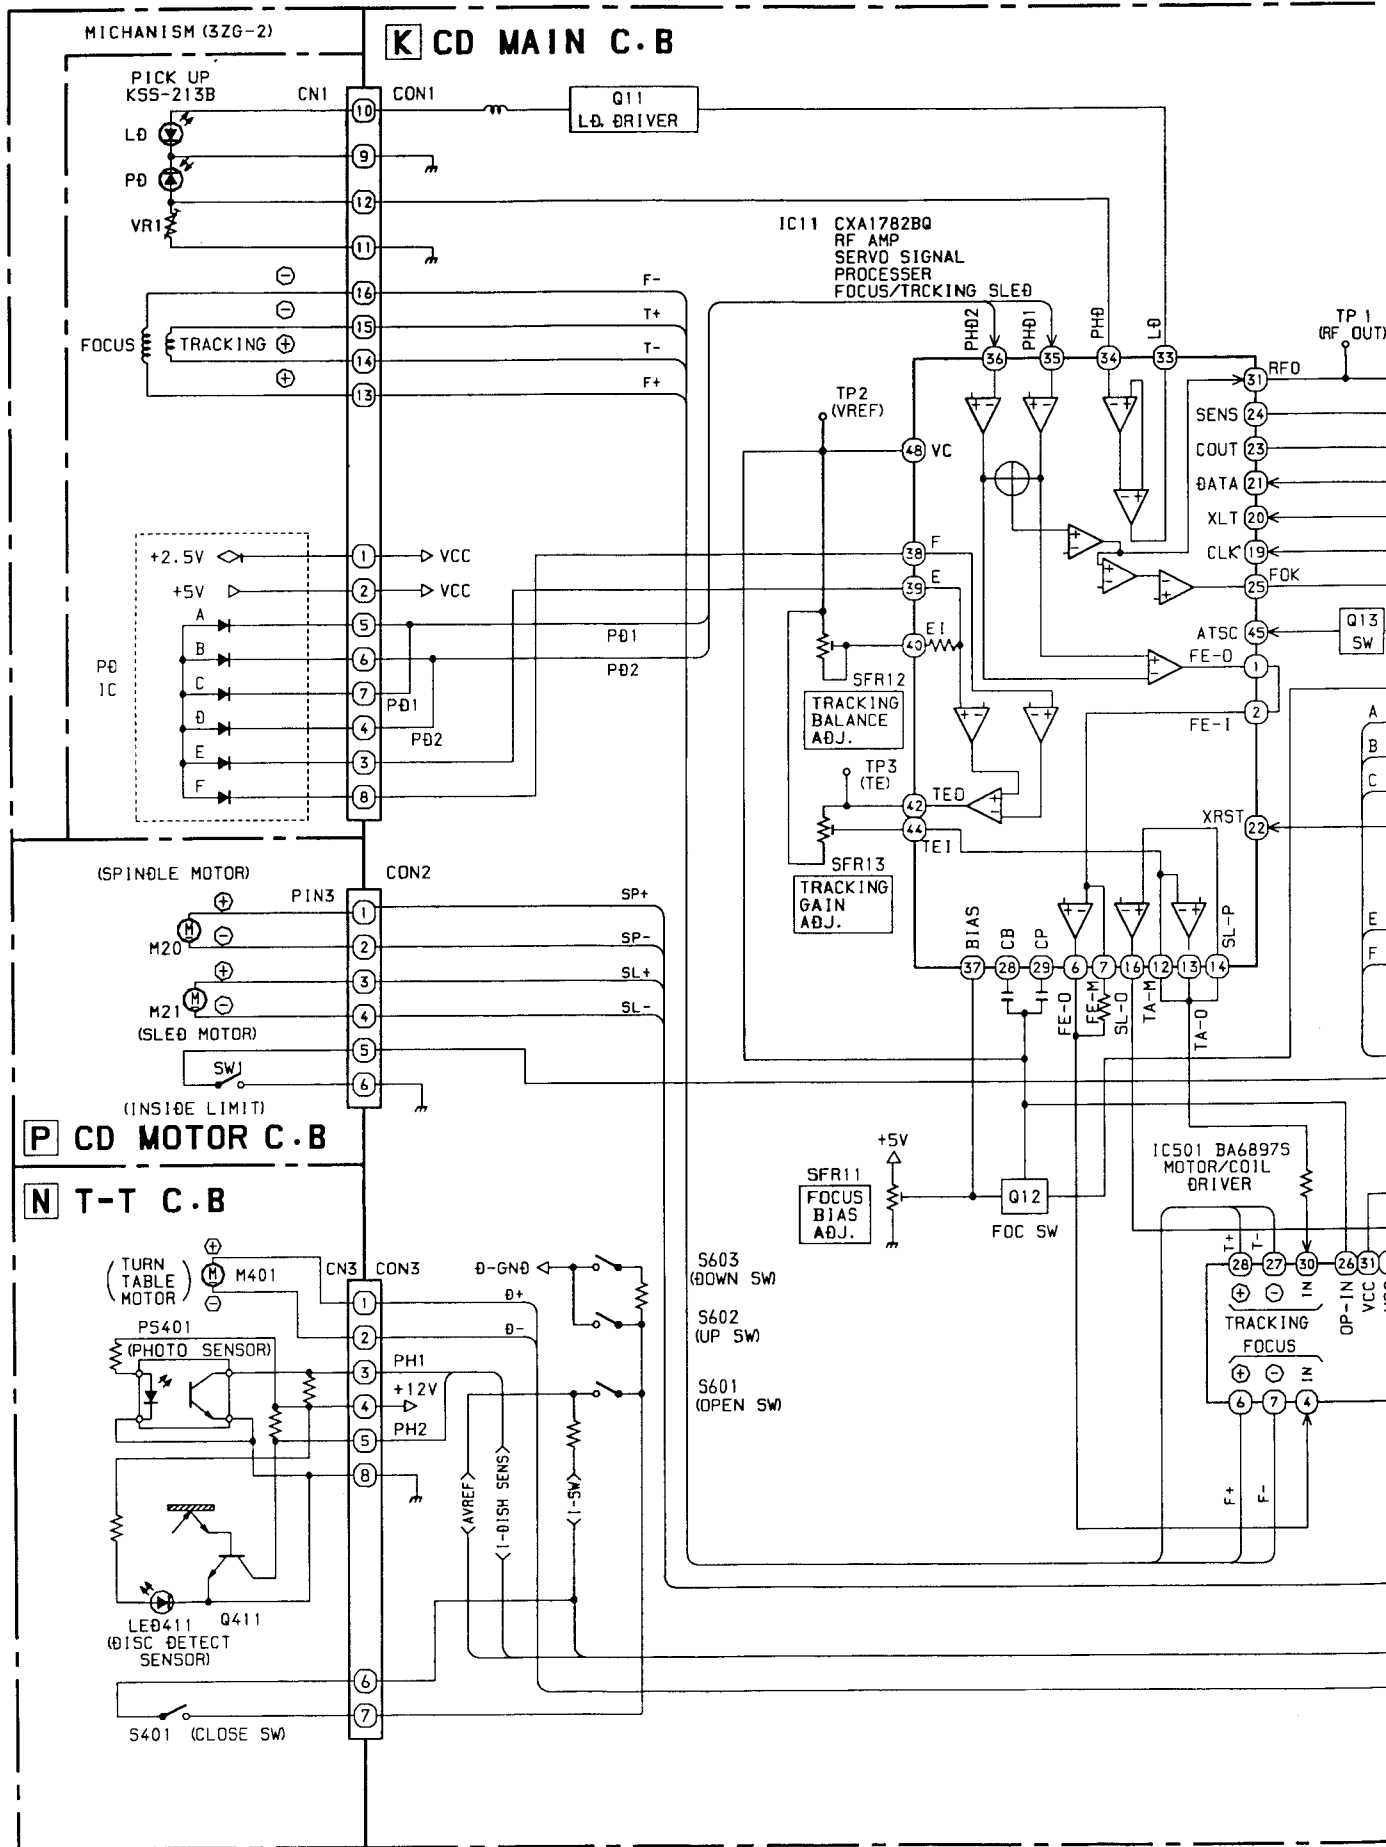 MICHANISM (3ZG-2)
K CD MAIN C.B
PICK UP
KSS-213B
CN1
CON1
Q11
LD. DRIVER
10
LD
9
PD
12
VR1
11
IC11 CXA1782BQ
RF AMP
SERVO SIGNAL
PROCESSER
FOCUS/TRCKING SLED
16
F-
15
T+
FOCUS
TRACKING
14
T-
13
F+
PHD2
PHD1
PHD
LD
36
35
34
33
TP 1
(RF OUT)
31
RFO
TP2
(VREF)
SENS
24
48
VC
COUT
23
DATA
21
XLT
20
CLK
19
25
FOK
+2.5V
1
VCC
38
F
+5V
2
VCC
39
E
A
5
PD1
ATSC
45
Q13
SW
B
6
PD2
40
EI
FE-O
1
PD
IC
C
7
PD1
SFR12
TRACKING
BALANCE
ADJ.
2
FE-I
D
4
PD2
E
3
TP3
(TE)
F
8
42
TEO
44
TEI
XRST
22
A
B
C
E
F
SFR13
TRACKING
GAIN
ADJ.
(SPINDLE MOTOR)
PIN3
CON2
1
SP+
M20
2
SP-
3
SL+
M21
4
SL-
(SLED MOTOR)
5
SW1
6
(INSIDE LIMIT)
BIAS
CB
CP
SL-P
37
28
29
6
7
16
12
13
14
FE-O
FE-M
SL-O
TA-M
TA-O
P CD MOTOR C.B
N T-T C.B
+5V
SFR11
FOCUS
BIAS
ADJ.
Q12
FOC SW
IC501 BA6897S
MOTOR/COIL
DRIVER
T+
T-
28
27
30
26
31
IN
OP-IN
VCC
TRACKING
FOCUS
IN
6
7
4
F+
F-
(TURN
TABLE
MOTOR)
M401
CN3
CON3
D-GND
S603
(DOWN SW)
1
D+
2
D-
S602
(UP SW)
PS401
(PHOTO SENSOR)
3
PH1
4
+12V
5
PH2
8
S601
(OPEN SW)
AVREF
I-DISH SENS
I-SW
LED411
(DISC DETECT
SENSOR)
Q411
6
7
S401 (CLOSE SW)